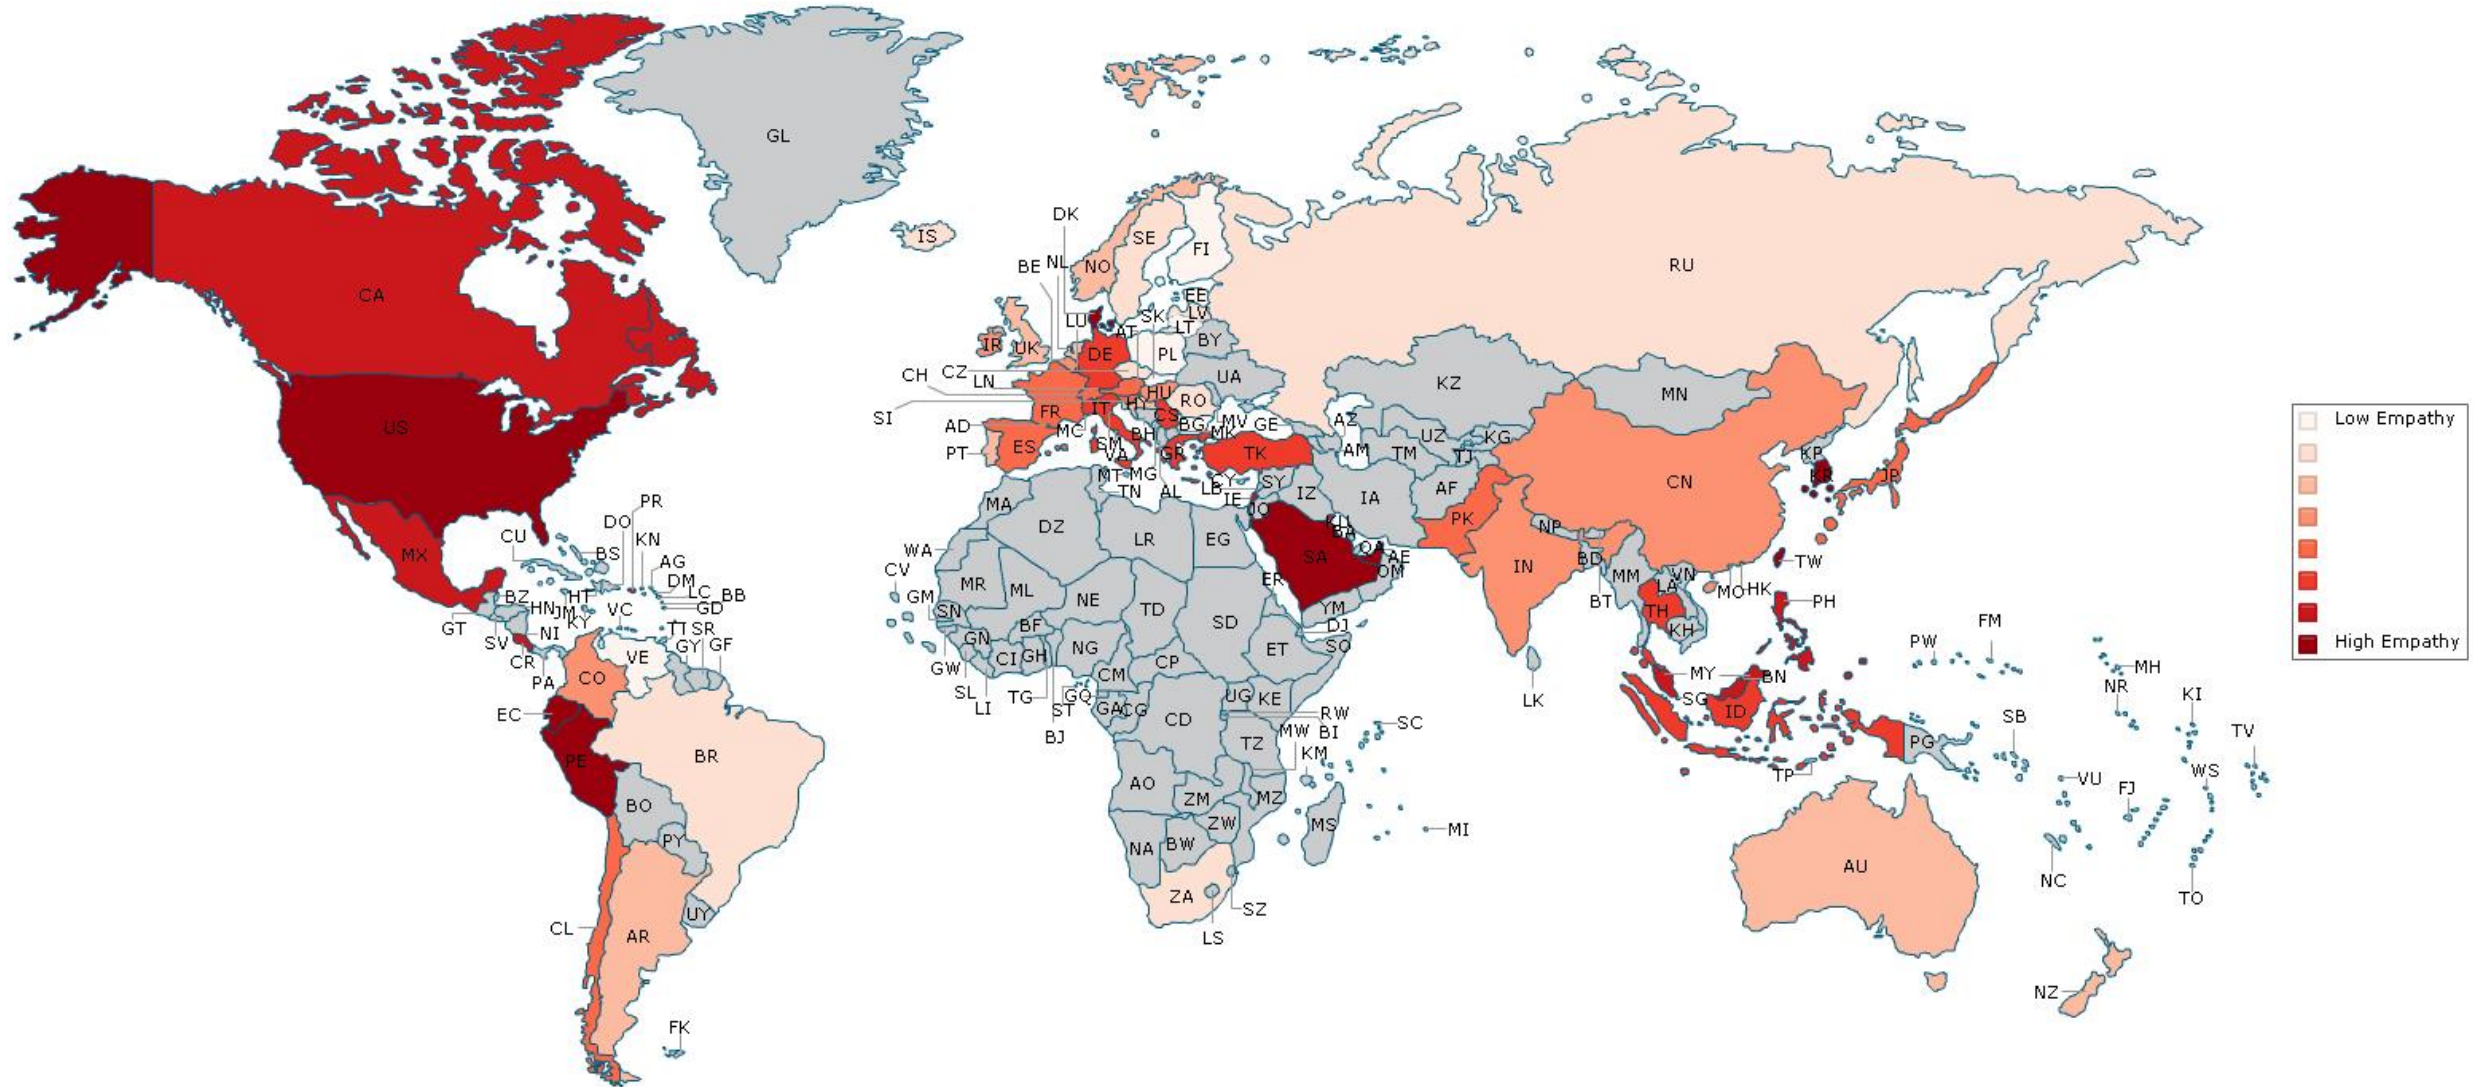 GL
CA
US
MX
CU
DO
PR
KN
BS
AG
DM
LC
BB
GD
BZ
HN
HT
JM
KY
VC
GT
SV
NI
CR
PA
TT
SR
GY
GF
VE
CO
EC
PE
BR
BO
PY
CL
AR
UY
FK
IS
DK
BE
NL
SE
FI
NO
RU
EE
LV
SK
LU
AT
LT
IR
UK
DE
PL
BY
CH
CZ
LN
UA
HU
SI
FR
IT
HY
RO
CS
AD
MC
BH
BG
MV
GE
MK
PT
ES
SM
VA
GR
TK
MT
MG
TN
AL
CY
LB
IE
SY
JO
IZ
IA
KZ
MN
AZ
AM
UZ
KG
TM
TJ
AF
PK
KP
KR
JP
CN
MA
DZ
LR
EG
WA
CV
GM
MR
ML
NE
TD
SD
SN
BF
GN
CI
GH
NG
GW
SL
LI
TG
BJ
ST
GQ
CM
CP
GA
CG
CD
UG
KE
ET
SO
DJ
ER
YM
SA
KU
BA
QA
AE
OM
RW
BI
TZ
MW
KM
SC
AO
ZM
MZ
ZW
NA
BW
MS
MI
ZA
SZ
LS
NP
BD
BT
IN
LK
MM
LA
VN
TH
KH
MO
HK
TW
PH
MY
BN
SG
ID
TP
PG
PW
FM
MH
NR
KI
SB
TV
WS
VU
FJ
NC
TO
AU
NZ
Low Empathy
High Empathy